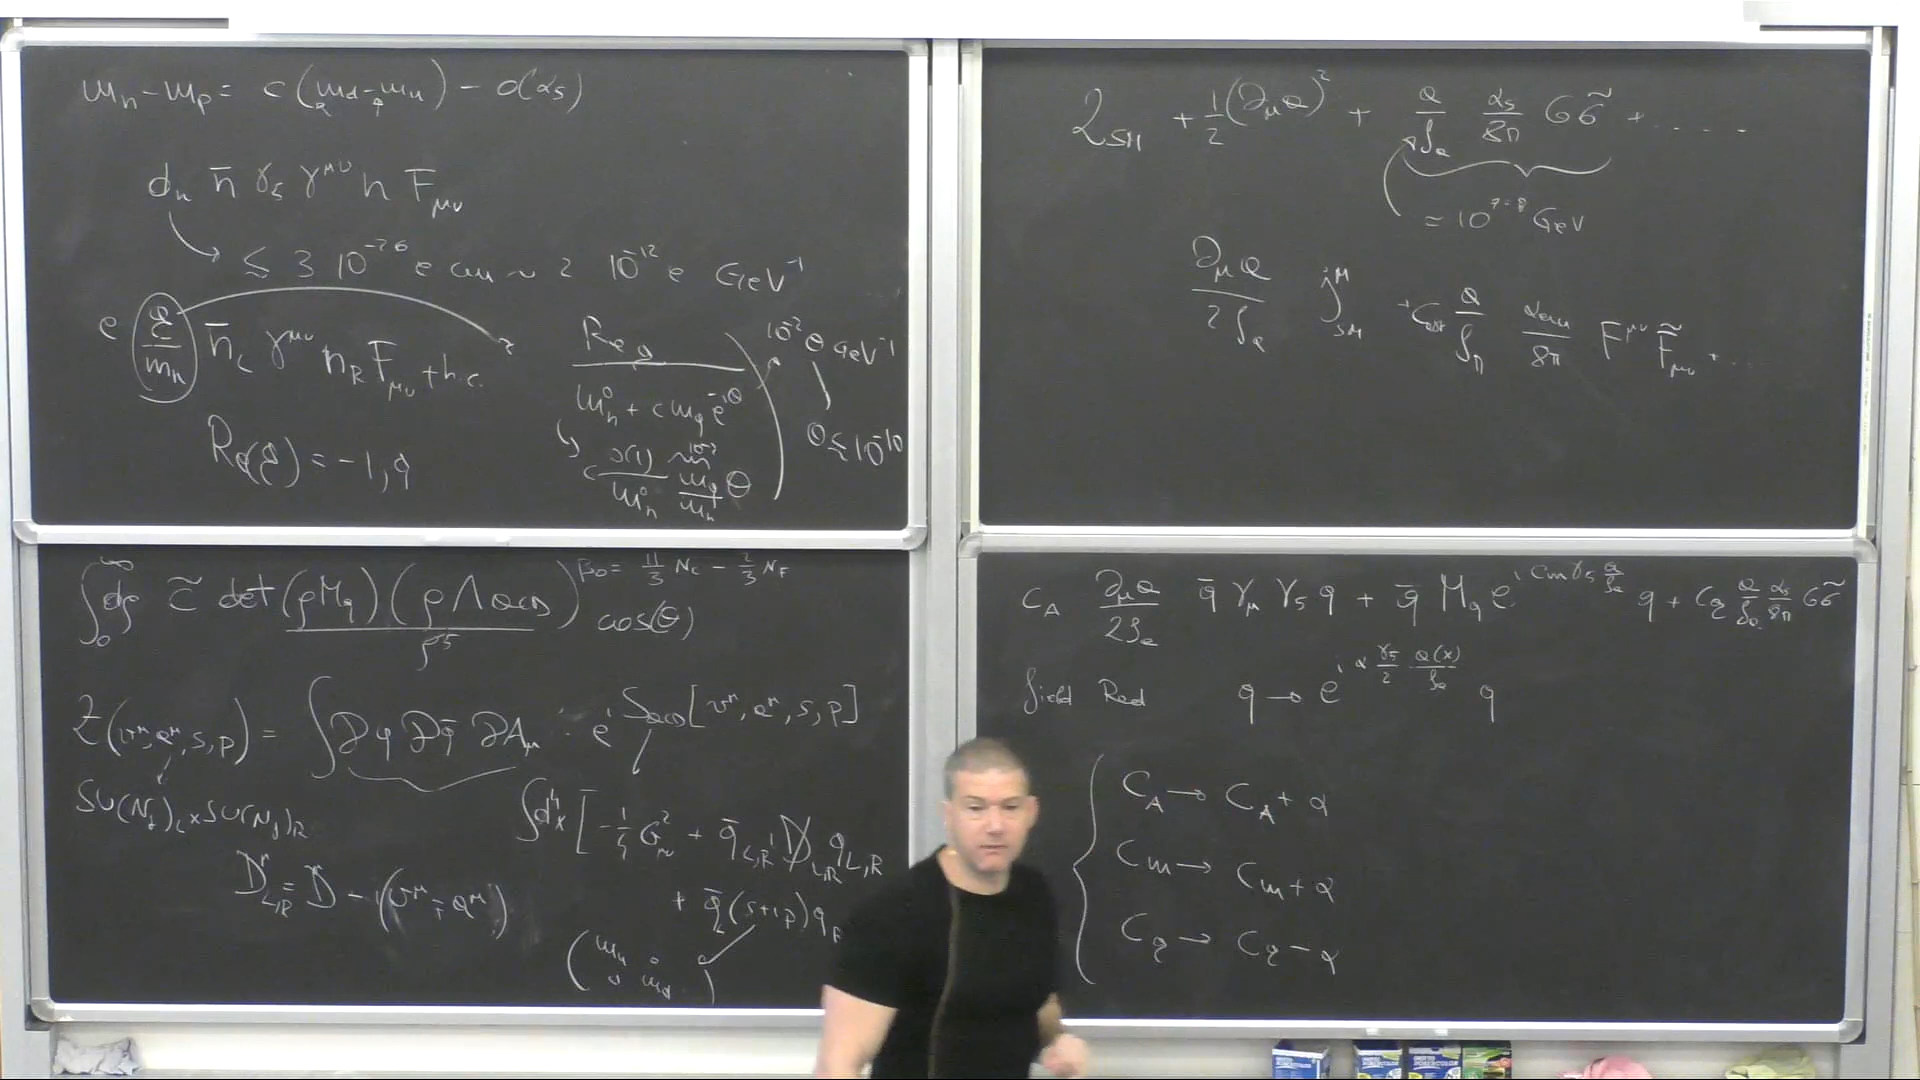 m_n - m_p = c (m_d - m_u) - O(α_s)
d_n n̄ γ_5 γ^{μν} n F_{μν}
≤ 3 10^{-26} e cm ~ 2 10^{-12} e GeV^{-1}
e g/m_n n̄_L γ^{μν} n_R F_{μν} + h.c.
Re g / m_n^0 + c m_q e^{-iθ}
10^{-2} θ GeV^{-1}
θ ≤ 10^{-10}
Re(g) = -1,9
c O(1)/m_n^0 m_q/m_n θ
∫_0^∞ dρ c̃ det(ρM_q) (ρΛ_QCD)^{β_0 = 11/3 N_c - 2/3 N_F} / ρ^5 cos(θ)
Z(v^μ, a^μ, s, p) = ∫ Dq Dq̄ DA_μ e^{i S_QCD[v^μ, a^μ, s, p]}
SU(N_f)_L × SU(N_f)_R
∫d^4x [ -1/4 G^2_{μν} + q̄_{L,R} i D̸_{L,R} q_{L,R}
D^μ_{L,R} = D - i(v^μ ∓ a^μ)
+ q̄_L (s+ip) q_R
( m_u 0
0 m_d )
L_SM + 1/2 (∂_μ a)^2 + a/f_a α_s/8π G G̃ + .....
≃ 10^{7-8} GeV
∂_μ a / 2 f_a j^μ_SM + a/f_a α_em/8π F^{μν} F̃_{μν} + ...
C_A ∂_μ a / 2f_a q̄ γ_μ γ_5 q + q̄ M_q e^{i c_m γ_5 a/f_a} q + c_g a/f_a α_s/8π G G̃
field Red q → e^{i α γ_5/2 a(x)/f_a} q
C_A → C_A + α
C_m → C_m + α
C_g → C_g - α